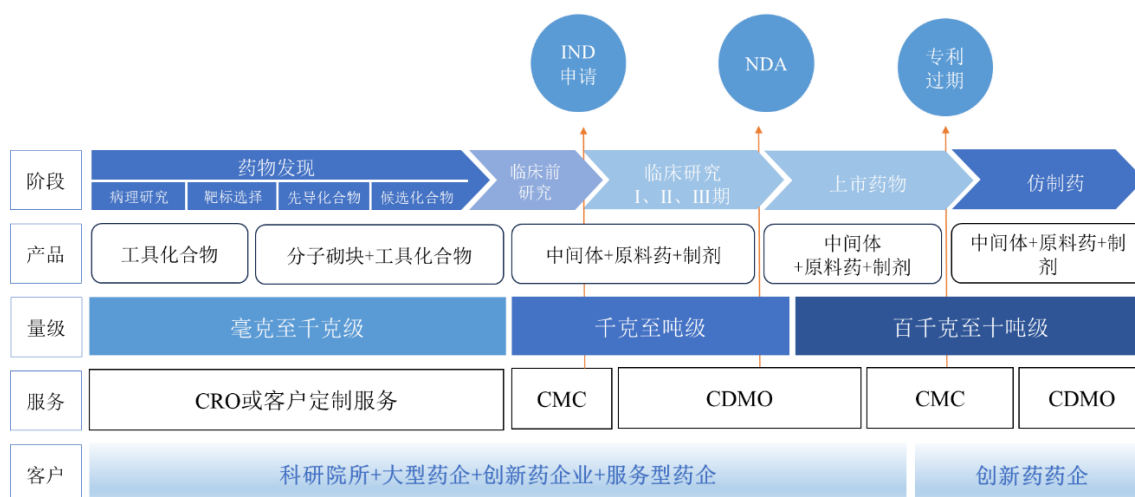 IND
申请
NDA
专利
过期
阶段
药物发现
病理研究
靶标选择
先导化合物
候选化合物
临床前
研究
临床研究
I、II、III期
上市药物
仿制药
产品
工具化合物
分子砌块+工具化合物
中间体+原料药+制剂
中间体
+原料药+制剂
中间体+原料药+制
剂
量级
毫克至千克级
千克至吨级
百千克至十吨级
服务
CRO或客户定制服务
CMC
CDMO
CMC
CDMO
客户
科研院所+大型药企+创新药企业+服务型药企
创新药药企